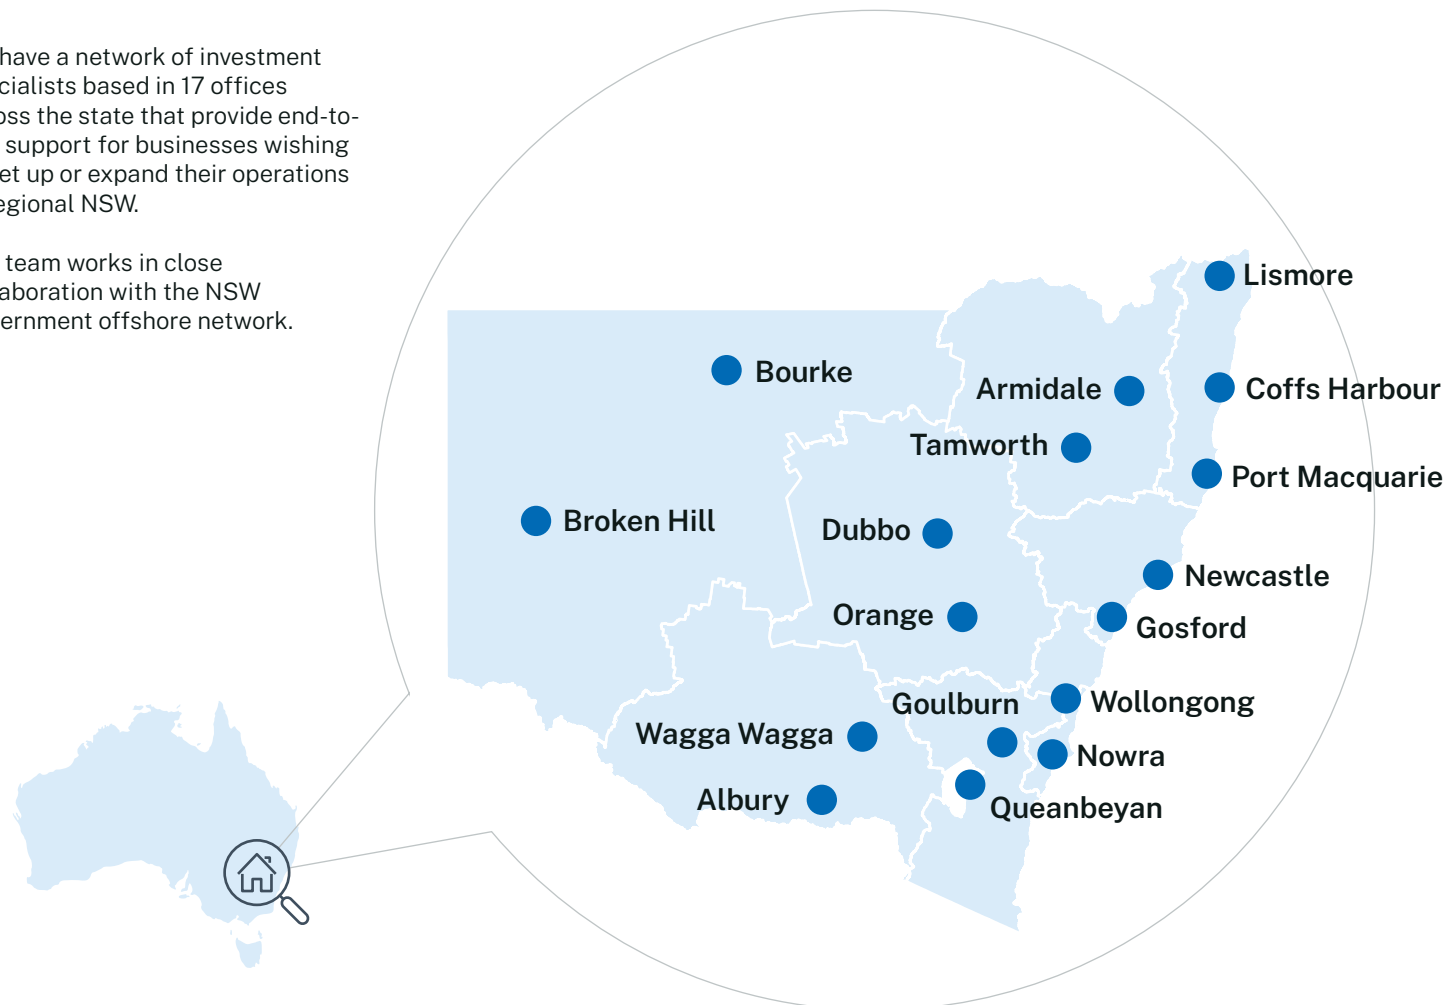 have a network of investment
cialists based in 17 offices
oss the state that provide end-to-
support for businesses wishing
et up or expand their operations
egional NSW.
team works in close
aboration with the NSW
ernment offshore network.
Lismore
Bourke
Armidale
Coffs Harbour
Tamworth
Port Macquarie
Broken Hill
Dubbo
Newcastle
Orange
Gosford
Goulburn
Wollongong
Wagga Wagga
Nowra
Albury
Queanbeyan